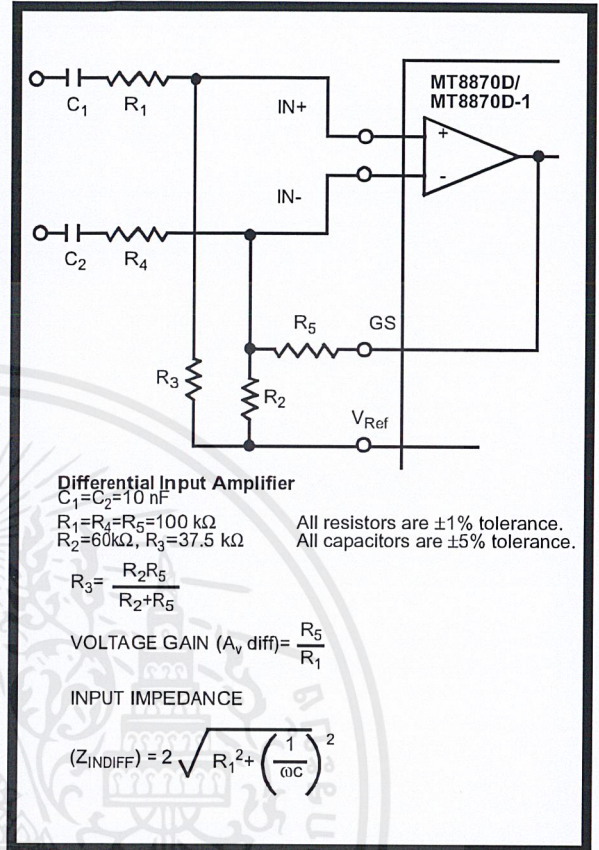 MT8870D/
MT8870D-1
C1
R1
IN+
+
IN-
-
C2
R4
R5
GS
R3
R2
VRef
Differential Input Amplifier
C1=C2=10 nF
R1=R4=R5=100 kΩ
All resistors are ±1% tolerance.
R2=60kΩ, R3=37.5 kΩ
All capacitors are ±5% tolerance.
R3= R2R5 / R2+R5
VOLTAGE GAIN (Av diff)= R5 / R1
INPUT IMPEDANCE
(ZINDIFF) = 2 √ R1²+ (1 / ωc)²